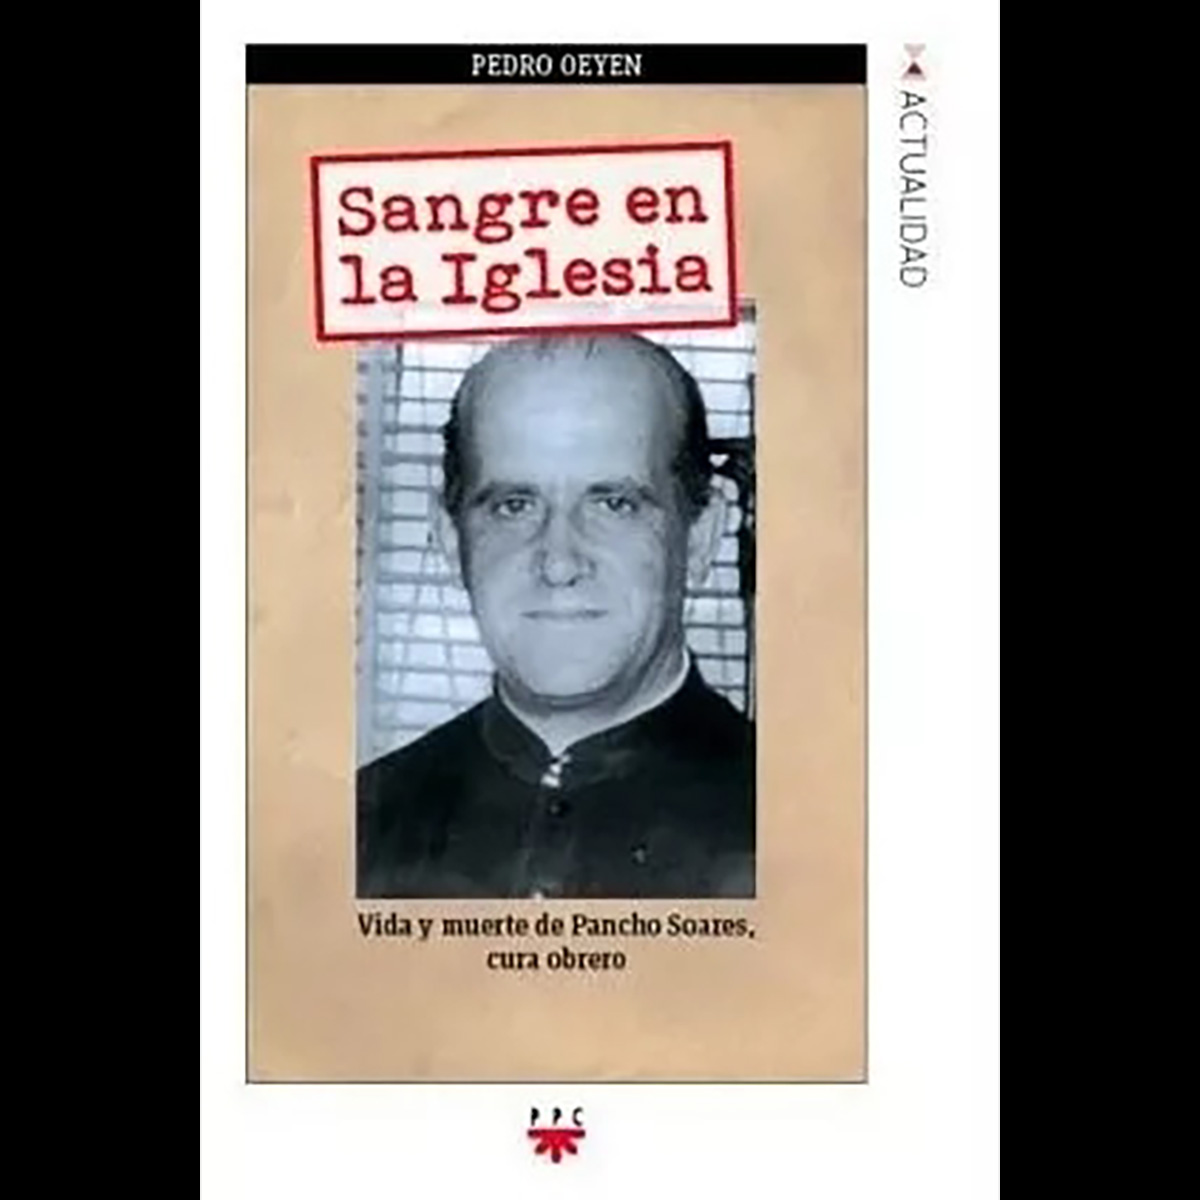 PEDRO OEYEN
ACTUALIDAD
Sangre en
la Iglesia
Vida y muerte de Pancho Soares,
cura obrero
PPC